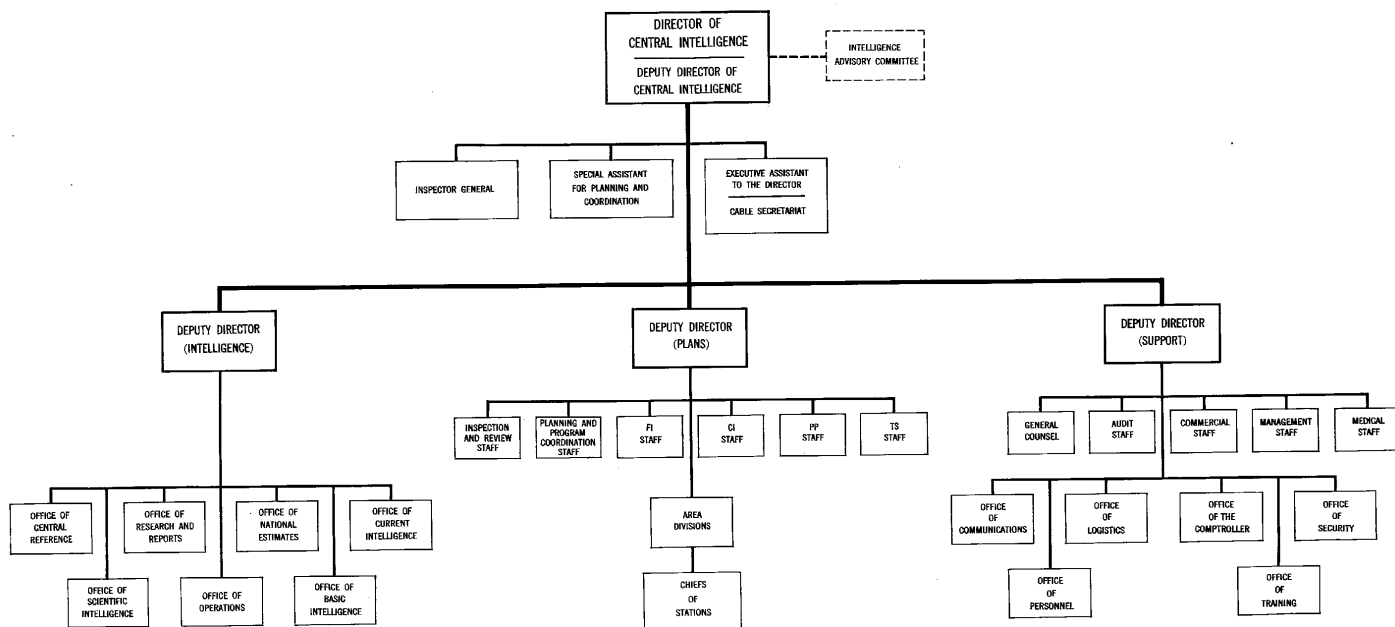 DIRECTOR OF
CENTRAL INTELLIGENCE
DEPUTY DIRECTOR OF
CENTRAL INTELLIGENCE
INTELLIGENCE
ADVISORY COMMITTEE
INSPECTOR GENERAL
SPECIAL ASSISTANT
FOR PLANNING AND
COORDINATION
EXECUTIVE ASSISTANT
TO THE DIRECTOR
CABLE SECRETARIAT
DEPUTY DIRECTOR
(INTELLIGENCE)
DEPUTY DIRECTOR
(PLANS)
DEPUTY DIRECTOR
(SUPPORT)
INSPECTION
AND REVIEW
STAFF
PLANNING AND
PROGRAM
COORDINATION
STAFF
FI
STAFF
CI
STAFF
PP
STAFF
TS
STAFF
GENERAL
COUNSEL
AUDIT
STAFF
COMMERCIAL
STAFF
MANAGEMENT
STAFF
MEDICAL
STAFF
OFFICE OF
CENTRAL
REFERENCE
OFFICE OF
RESEARCH AND
REPORTS
OFFICE OF
NATIONAL
ESTIMATES
OFFICE OF
CURRENT
INTELLIGENCE
AREA
DIVISIONS
OFFICE
OF
COMMUNICATIONS
OFFICE
OF
LOGISTICS
OFFICE
OF THE
COMPTROLLER
OFFICE
OF
SECURITY
OFFICE OF
SCIENTIFIC
INTELLIGENCE
OFFICE OF
OPERATIONS
OFFICE OF
BASIC
INTELLIGENCE
CHIEFS
OF
STATIONS
OFFICE
OF
PERSONNEL
OFFICE
OF
TRAINING